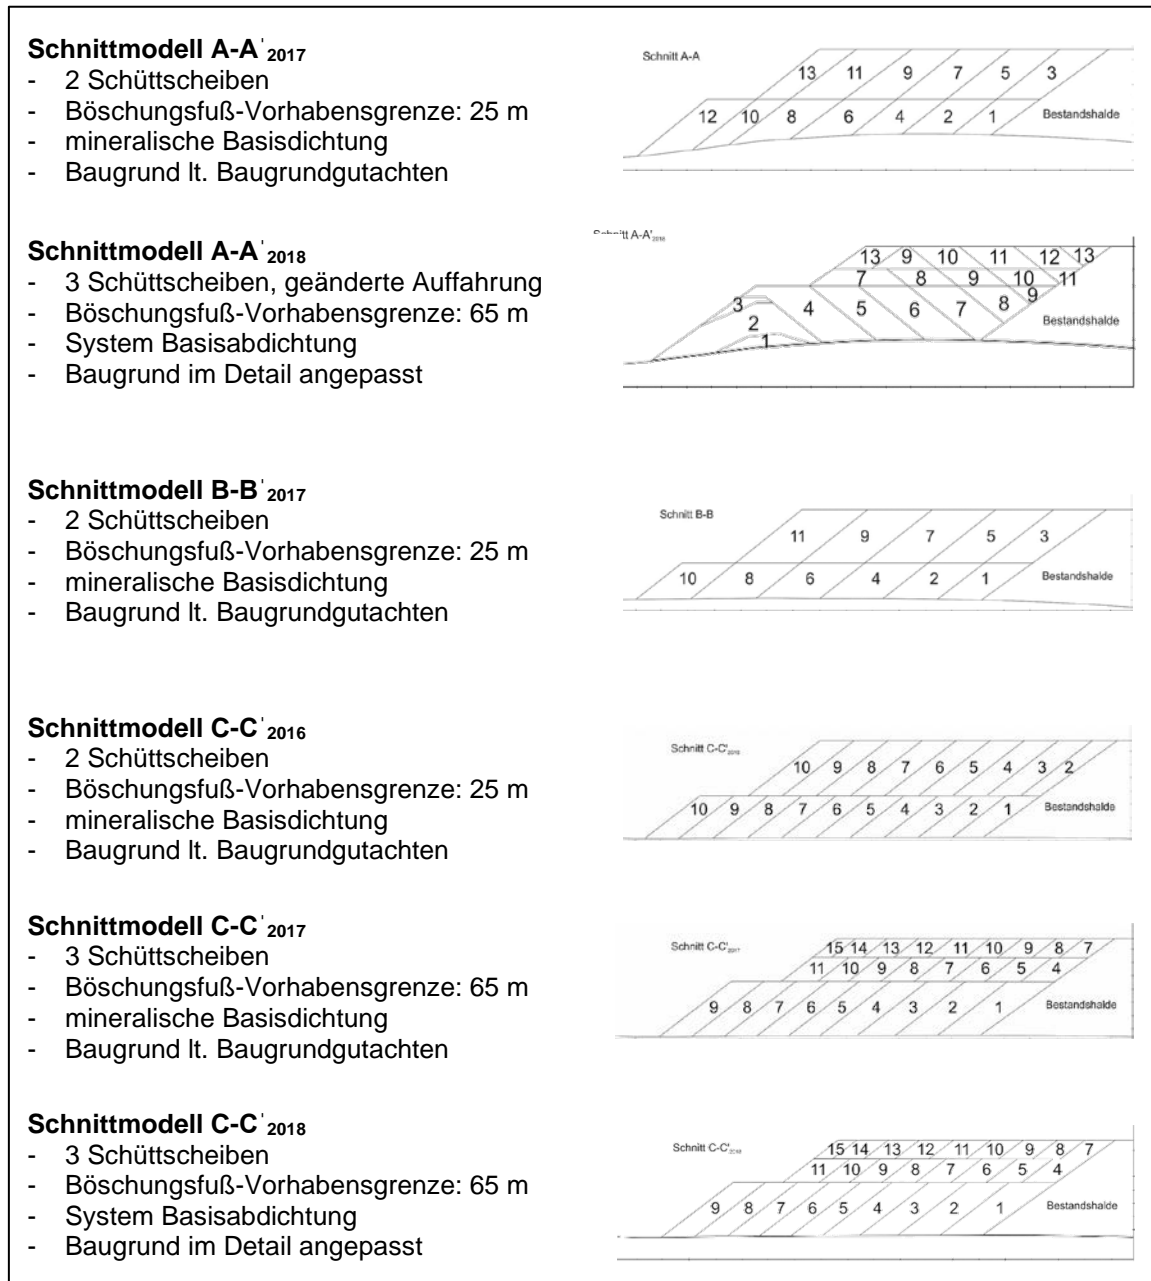 Schnittmodell A-A'2017
- 2 Schüttscheiben
- Böschungsfuß-Vorhabensgrenze: 25 m
- mineralische Basisdichtung
- Baugrund lt. Baugrundgutachten
Schnitt A-A
13 11 9 7 5 3
12 10 8 6 4 2 1 Bestandshalde
Schnittmodell A-A'2018
- 3 Schüttscheiben, geänderte Auffahrung
- Böschungsfuß-Vorhabensgrenze: 65 m
- System Basisabdichtung
- Baugrund im Detail angepasst
Schnitt A-A'2018
13 9 10 11 12 13
7 8 9 10 11
3 4 5 6 7 8 9
2 Bestandshalde
1
Schnittmodell B-B'2017
- 2 Schüttscheiben
- Böschungsfuß-Vorhabensgrenze: 25 m
- mineralische Basisdichtung
- Baugrund lt. Baugrundgutachten
Schnitt B-B
11 9 7 5 3
10 8 6 4 2 1 Bestandshalde
Schnittmodell C-C'2016
- 2 Schüttscheiben
- Böschungsfuß-Vorhabensgrenze: 25 m
- mineralische Basisdichtung
- Baugrund lt. Baugrundgutachten
Schnitt C-C'2016
10 9 8 7 6 5 4 3 2
10 9 8 7 6 5 4 3 2 1 Bestandshalde
Schnittmodell C-C'2017
- 3 Schüttscheiben
- Böschungsfuß-Vorhabensgrenze: 65 m
- mineralische Basisdichtung
- Baugrund lt. Baugrundgutachten
Schnitt C-C'2017
15 14 13 12 11 10 9 8 7
11 10 9 8 7 6 5 4
9 8 7 6 5 4 3 2 1 Bestandshalde
Schnittmodell C-C'2018
- 3 Schüttscheiben
- Böschungsfuß-Vorhabensgrenze: 65 m
- System Basisabdichtung
- Baugrund im Detail angepasst
Schnitt C-C'2018
15 14 13 12 11 10 9 8 7
11 10 9 8 7 6 5 4
9 8 7 6 5 4 3 2 1 Bestandshalde